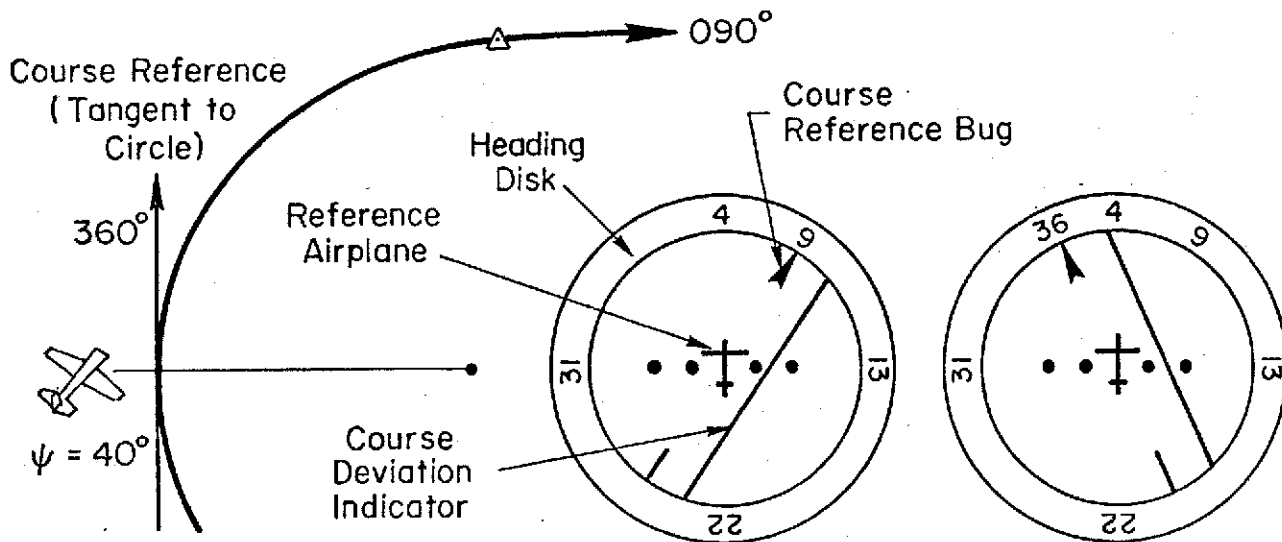 090°
Course Reference
(Tangent to
Circle)
360°
ψ = 40°
Heading
Disk
Reference
Airplane
Course
Deviation
Indicator
Course
Reference Bug
4
9
13
22
31
36
4
9
13
22
31